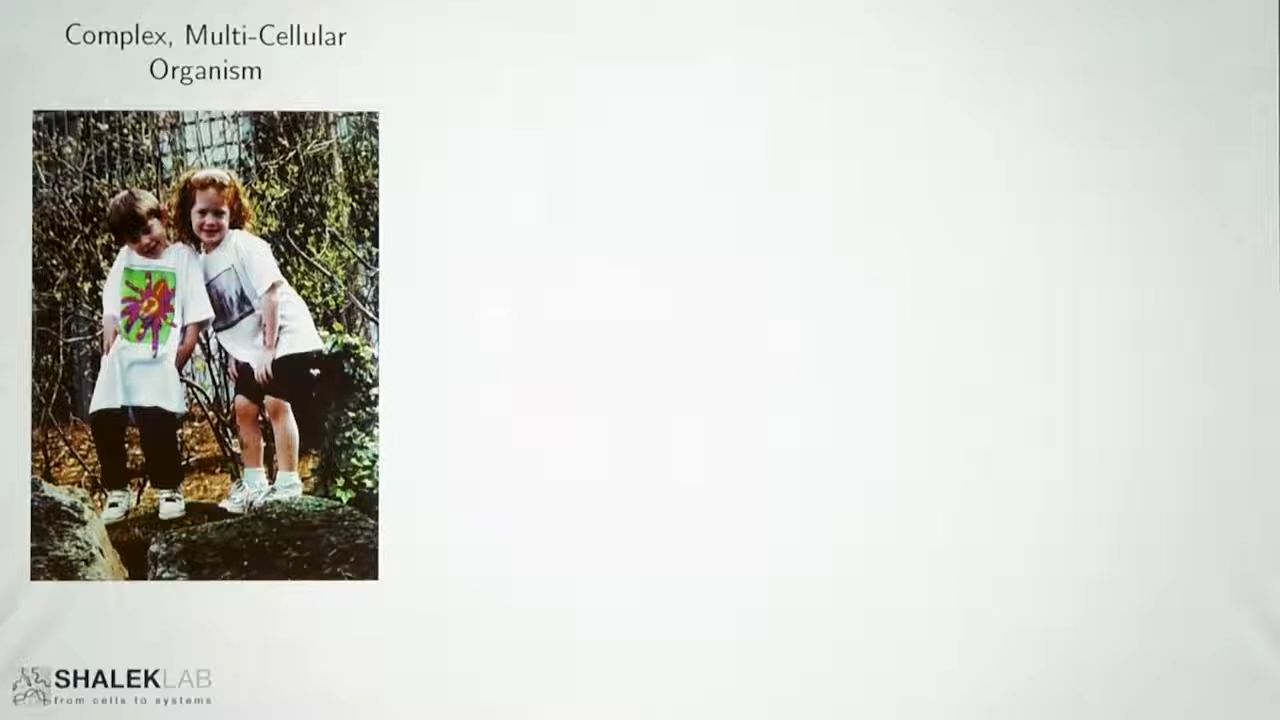 Complex, Multi-Cellular
Organism
SHALEKLAB
from cells to systems